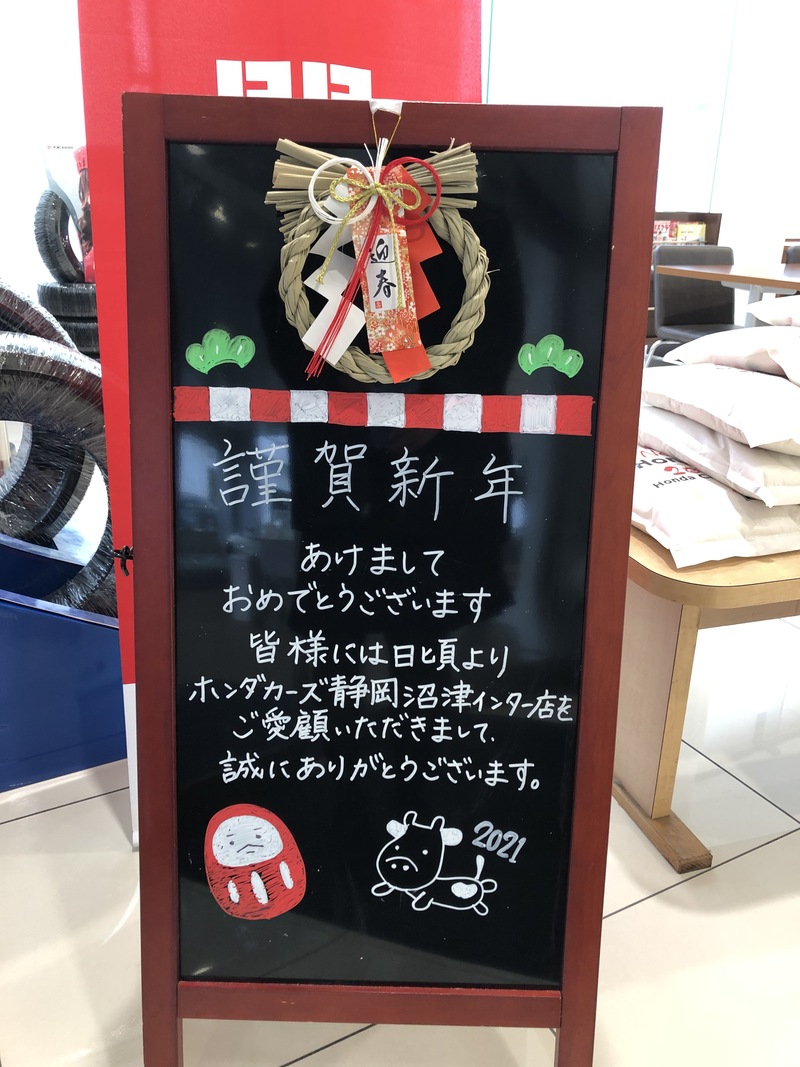 迎春
謹賀新年
あけまして
おめでとうございます
皆様には日頃より
ホンダカーズ静岡沼津インター店を
ご愛顧いただきまして、
誠にありがとうございます。
2021
Honda C